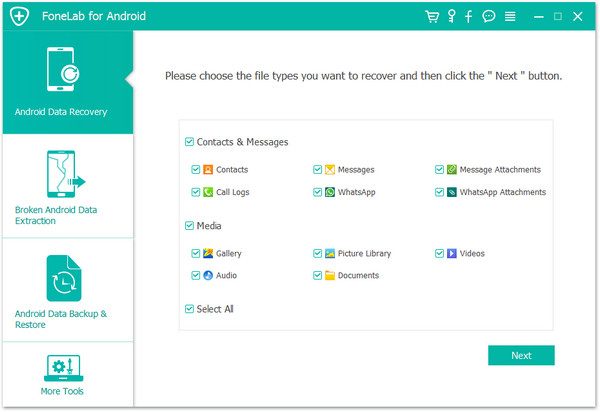 FoneLab for Android
Android Data Recovery
Broken Android Data
Extraction
Android Data Backup &
Restore
More Tools
Please choose the file types you want to recover and then click the " Next " button.
Contacts & Messages
Contacts
Messages
Message Attachments
Call Logs
WhatsApp
WhatsApp Attachments
Media
Gallery
Picture Library
Videos
Audio
Documents
Select All
Next